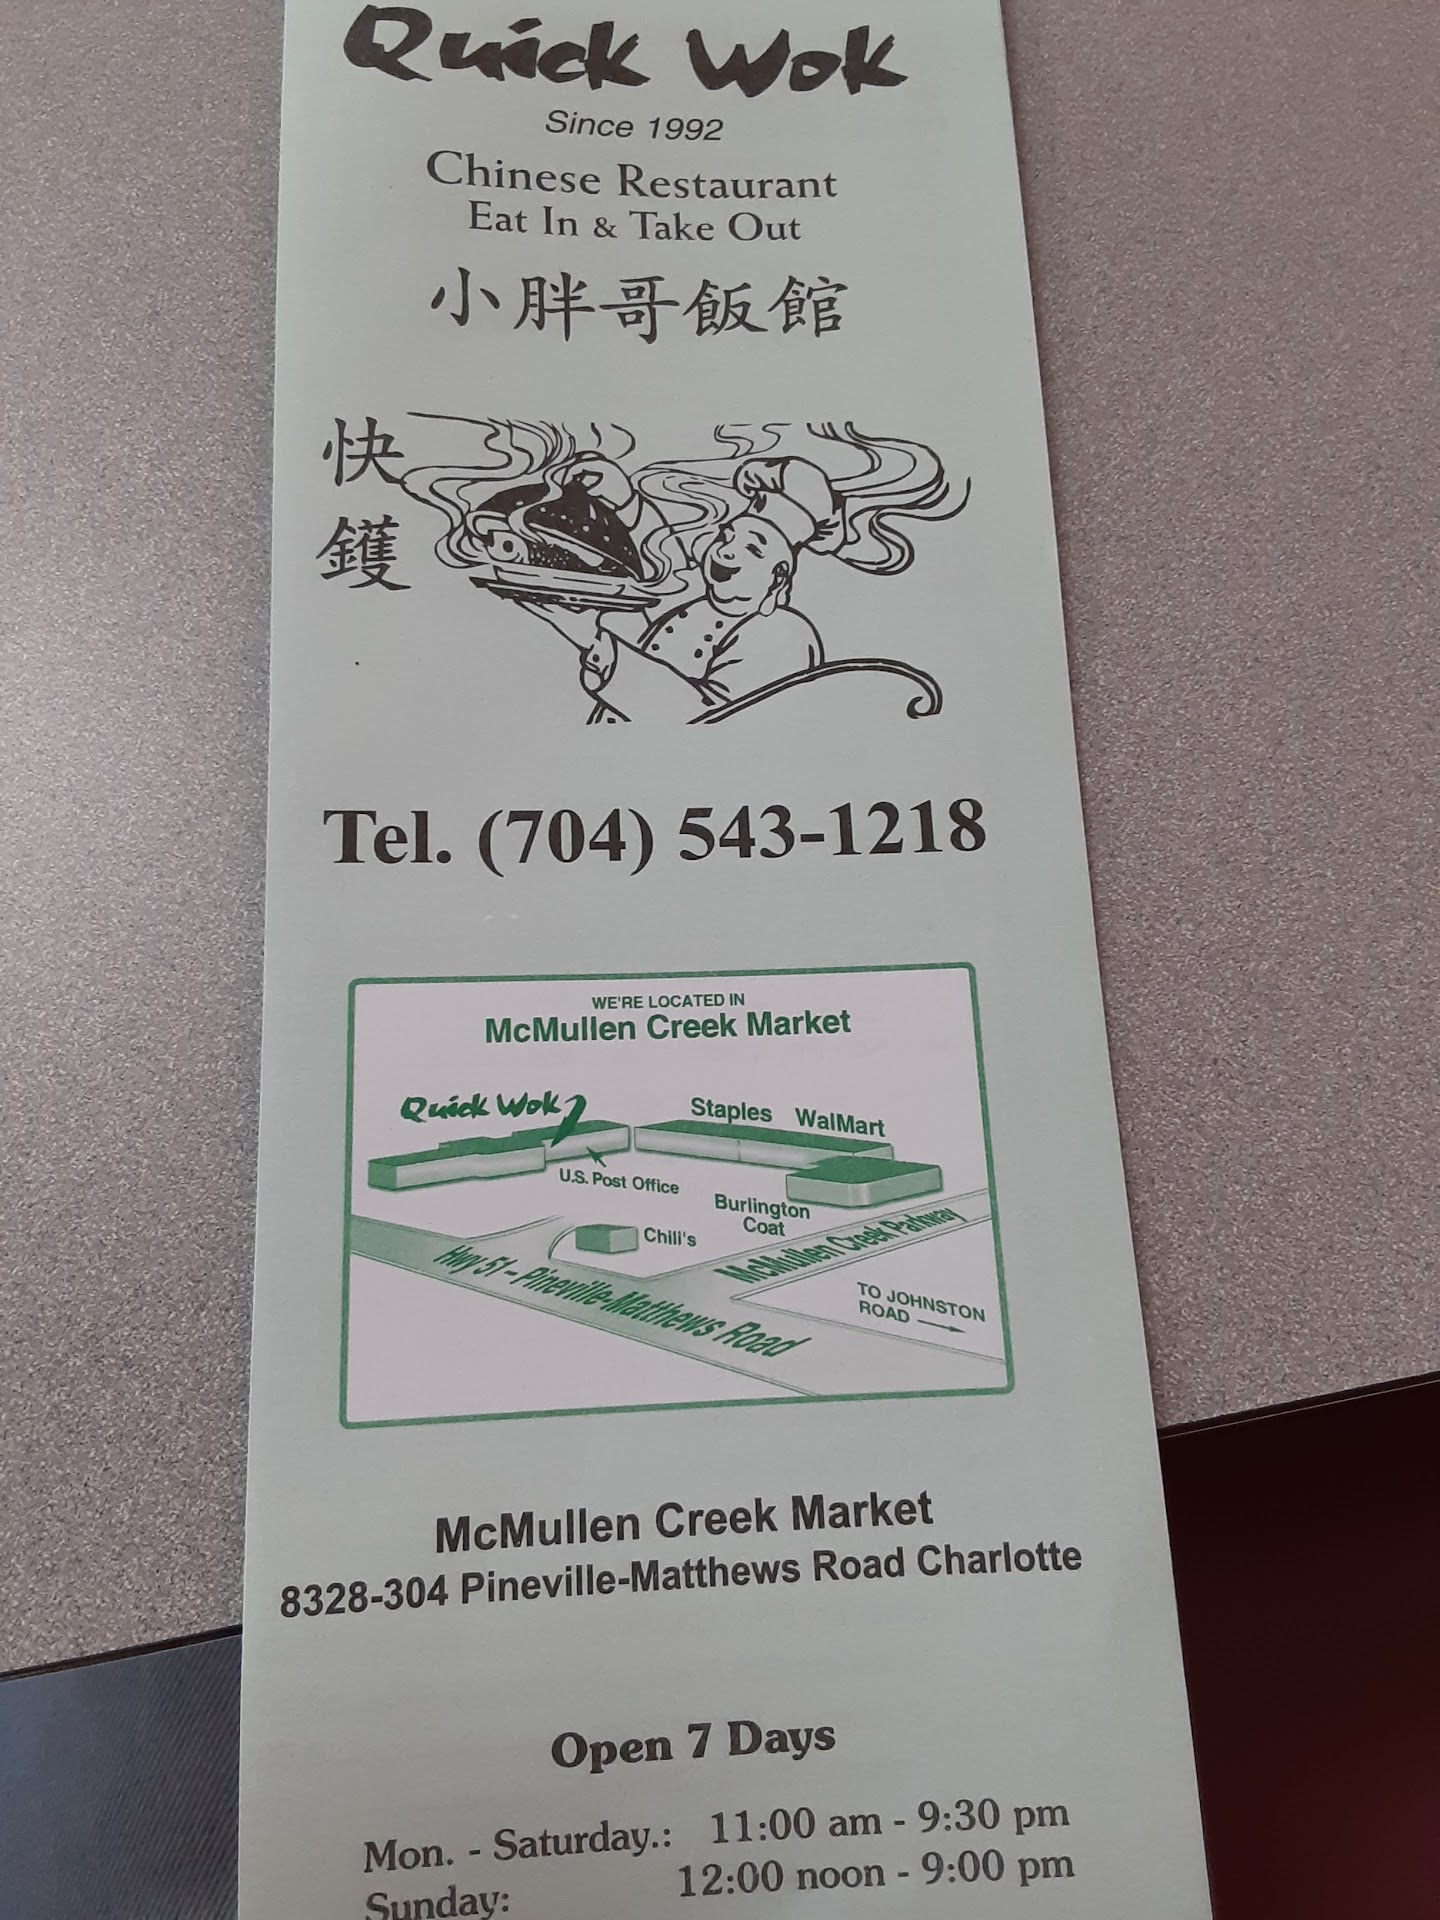 Quick Wok
Since 1992
Chinese Restaurant
Eat In & Take Out
小胖哥飯館
快
鑊
Tel. (704) 543-1218
WE'RE LOCATED IN
McMullen Creek Market
Quick Wok
Staples WalMart
U.S. Post Office
Burlington
Coat
Chili's
McMullen Creek Parkway
Hwy 51 – Pineville-Matthews Road
TO JOHNSTON
ROAD
McMullen Creek Market
8328-304 Pineville-Matthews Road Charlotte
Open 7 Days
Mon. - Saturday.: 11:00 am - 9:30 pm
Sunday: 12:00 noon - 9:00 pm